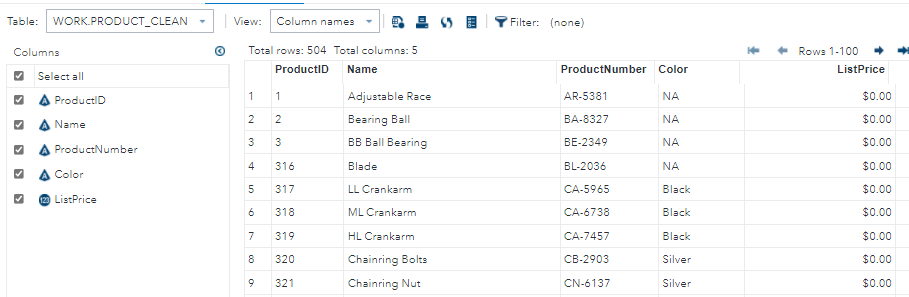 Table: WORK.PRODUCT_CLEAN View: Column names Filter: (none)
Columns
Select all
ProductID
Name
ProductNumber
Color
ListPrice
Total rows: 504 Total columns: 5 Rows 1-100
ProductID Name ProductNumber Color ListPrice
1 1 Adjustable Race AR-5381 NA $0.00
2 2 Bearing Ball BA-8327 NA $0.00
3 3 BB Ball Bearing BE-2349 NA $0.00
4 316 Blade BL-2036 NA $0.00
5 317 LL Crankarm CA-5965 Black $0.00
6 318 ML Crankarm CA-6738 Black $0.00
7 319 HL Crankarm CA-7457 Black $0.00
8 320 Chainring Bolts CB-2903 Silver $0.00
9 321 Chainring Nut CN-6137 Silver $0.00